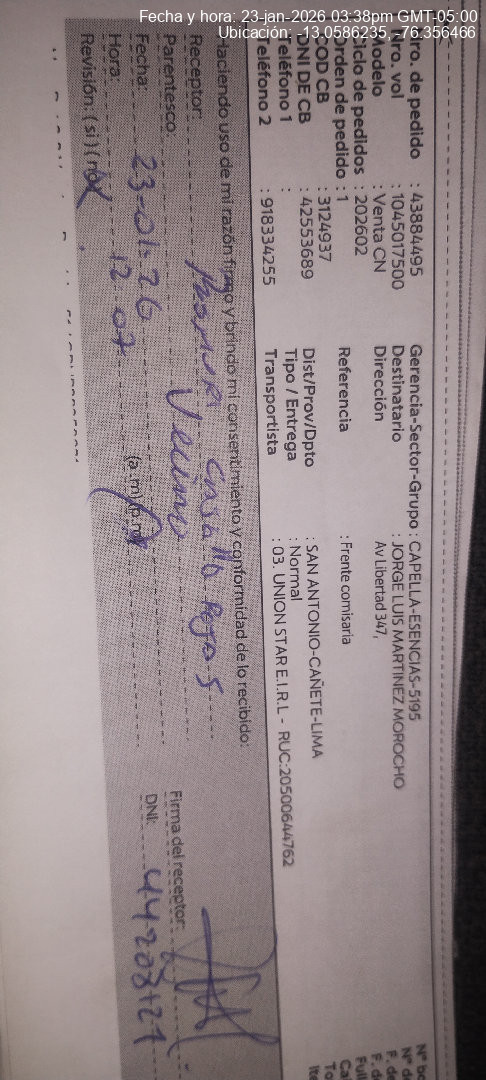 Fecha y hora: 23-jan-2026 03:38pm GMT-05:00
Ubicación: -13.0586235, -76.356466
ro. de pedido : 43884495
Nro. vol : 1045017500
Modelo : Venta CN
Ciclo de pedidos : 202602
Orden de pedido : 1
COD CB : 3124937
DNI DE CB : 42553689
Teléfono 1 :
Teléfono 2 : 918334255
Gerencia-Sector-Grupo : CAPELLA-ESENCIAS-5195
Destinatario : JORGE LUIS MARTINEZ MOROCHO
Dirección Av Libertad 347,
Referencia : Frente comisaria
Dist/Prov/Dpto : SAN ANTONIO-CAÑETE-LIMA
Tipo / Entrega : Normal
Transportista : 03. UNION STAR E.I.R.L - RUC:20500644762
Haciendo uso de mi razón firmo y brindo mi consentimiento y conformidad de lo recibido:
Receptor: Rojas
Parentesco: Vecino
Fecha: 23-01-26
Hora: 12.07 (a.m) (p.m)
Revisión: ( si ) ( no
Firma del receptor:
DNI: